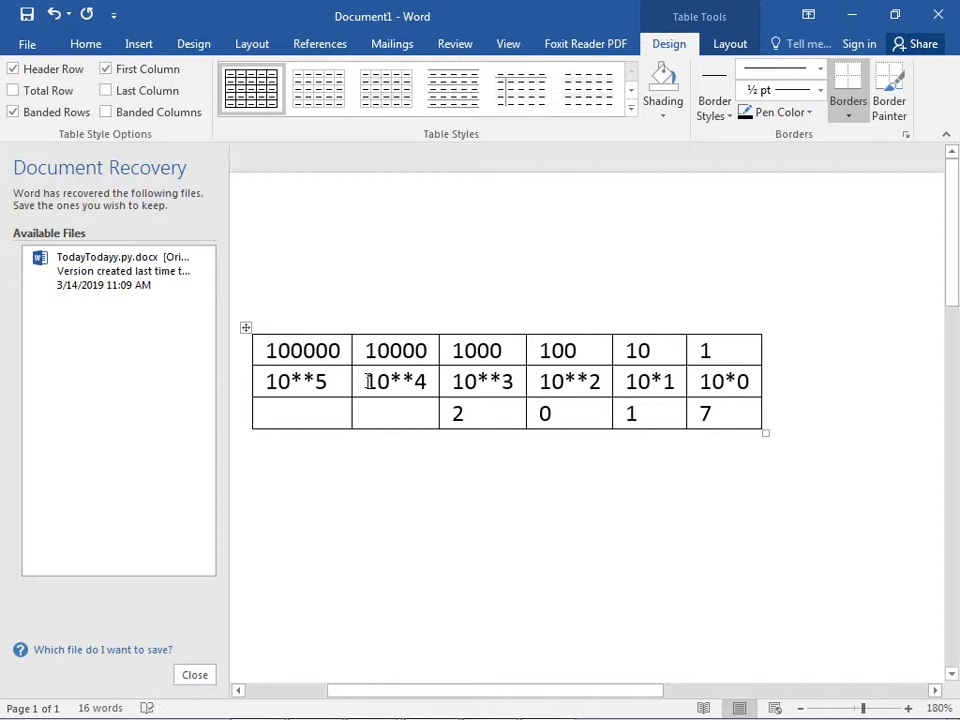 Document1 - Word
Table Tools
File Home Insert Design Layout References Mailings Review View Foxit Reader PDF Design Layout Tell me... Sign in Share
Header Row First Column
Total Row Last Column
Banded Rows Banded Columns
Table Style Options
Table Styles
Shading
Border Styles
½ pt
Pen Color
Borders
Border Painter
Borders
Document Recovery
Word has recovered the following files.
Save the ones you wish to keep.
Available Files
TodayTodayy.py.docx [Ori...
Version created last time t...
3/14/2019 11:09 AM
Which file do I want to save?
Close
100000 10000 1000 100 10 1
10**5 10**4 10**3 10**2 10*1 10*0
2 0 1 7
Page 1 of 1 16 words
180%